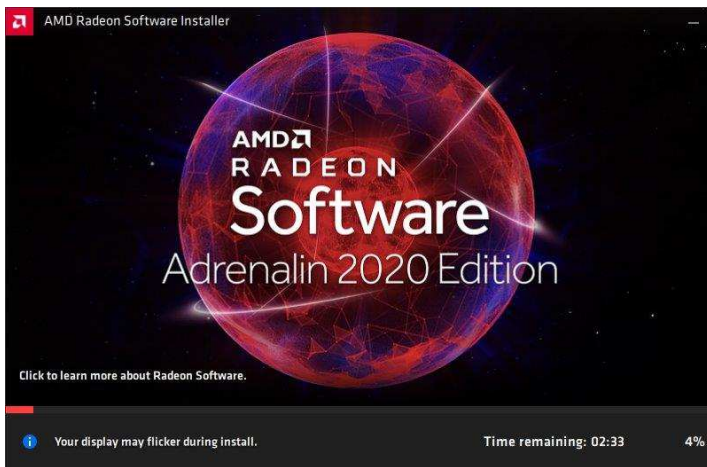 AMD Radeon Software Installer
AMD
RADEON
Software
Adrenalin 2020 Edition
Click to learn more about Radeon Software.
Your display may flicker during install.
Time remaining: 02:33
4%